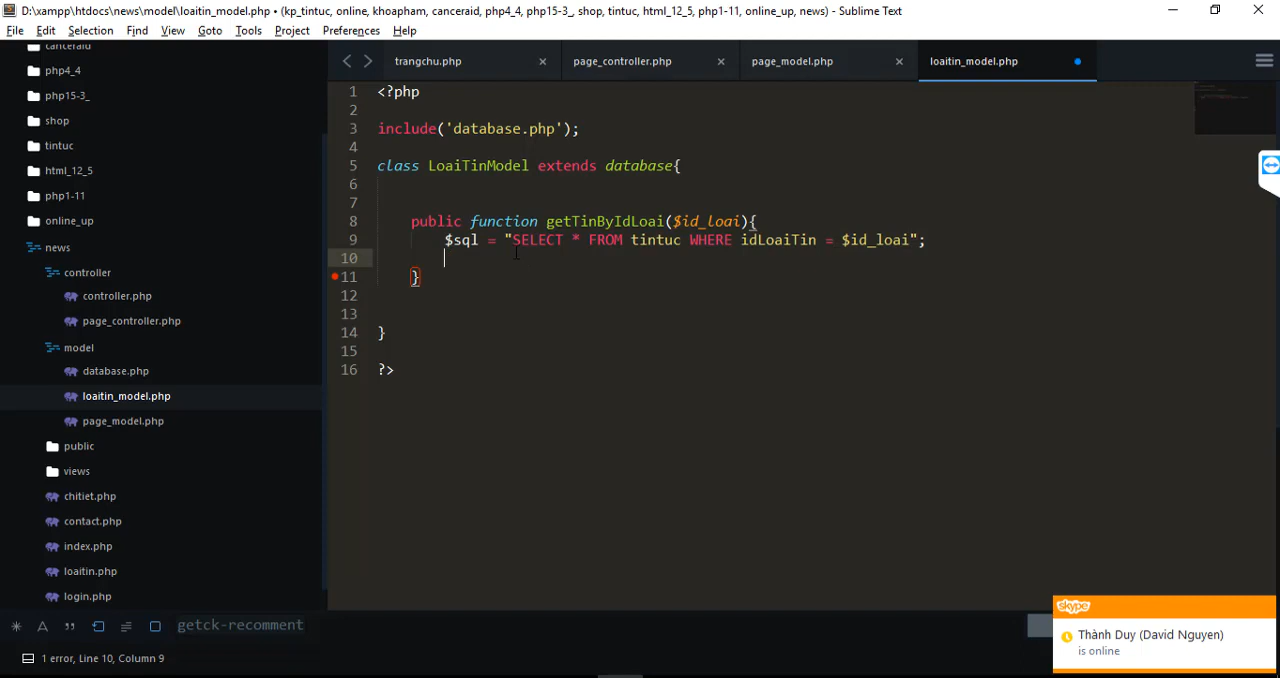 D:\xampp\htdocs\news\model\loaitin_model.php • (kp_tintuc, online, khoapham, canceraid, php4_4, php15-3_, shop, tintuc, html_12_5, php1-11, online_up, news) - Sublime Text
File Edit Selection Find View Goto Tools Project Preferences Help
canceraid
php4_4
php15-3_
shop
tintuc
html_12_5
php1-11
online_up
news
controller
controller.php
page_controller.php
model
database.php
loaitin_model.php
page_model.php
public
views
chitiet.php
contact.php
index.php
loaitin.php
login.php
trangchu.php page_controller.php page_model.php loaitin_model.php
1 <?php
2
3 include('database.php');
4
5 class LoaiTinModel extends database{
6
7
8 public function getTinByIdLoai($id_loai){
9 $sql = "SELECT * FROM tintuc WHERE idLoaiTin = $id_loai";
10
11 }
12
13
14 }
15
16 ?>
getck-recomment
1 error, Line 10, Column 9
skype
Thành Duy (David Nguyen)
is online